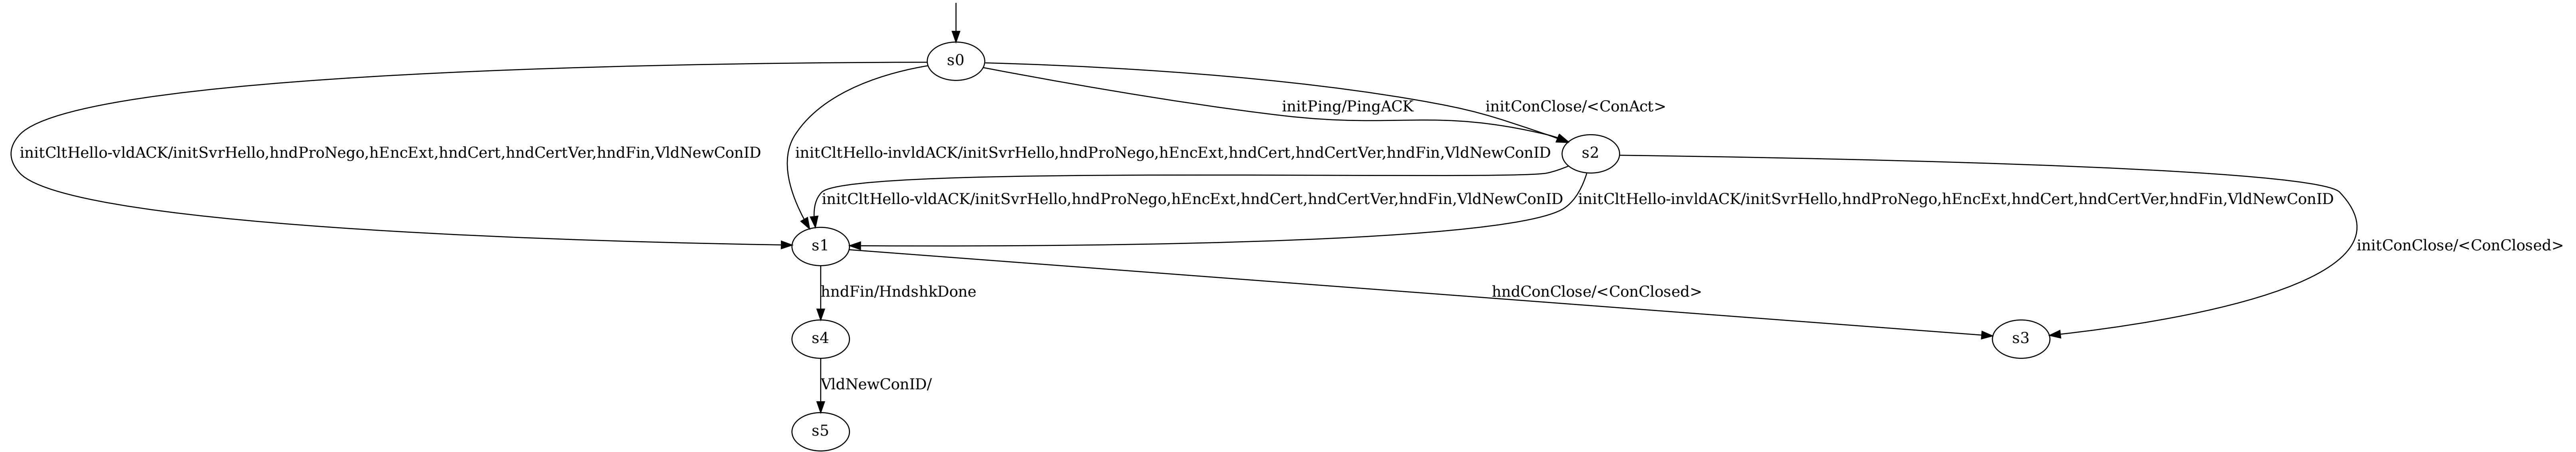 s0
initPing/PingACK
initConClose/<ConAct>
initCltHello-vldACK/initSvrHello,hndProNego,hEncExt,hndCert,hndCertVer,hndFin,VldNewConID
initCltHello-invldACK/initSvrHello,hndProNego,hEncExt,hndCert,hndCertVer,hndFin,VldNewConID
s2
initCltHello-vldACK/initSvrHello,hndProNego,hEncExt,hndCert,hndCertVer,hndFin,VldNewConID
initCltHello-invldACK/initSvrHello,hndProNego,hEncExt,hndCert,hndCertVer,hndFin,VldNewConID
s1
initConClose/<ConClosed>
hndFin/HndshkDone
hndConClose/<ConClosed>
s4
s3
VldNewConID/
s5